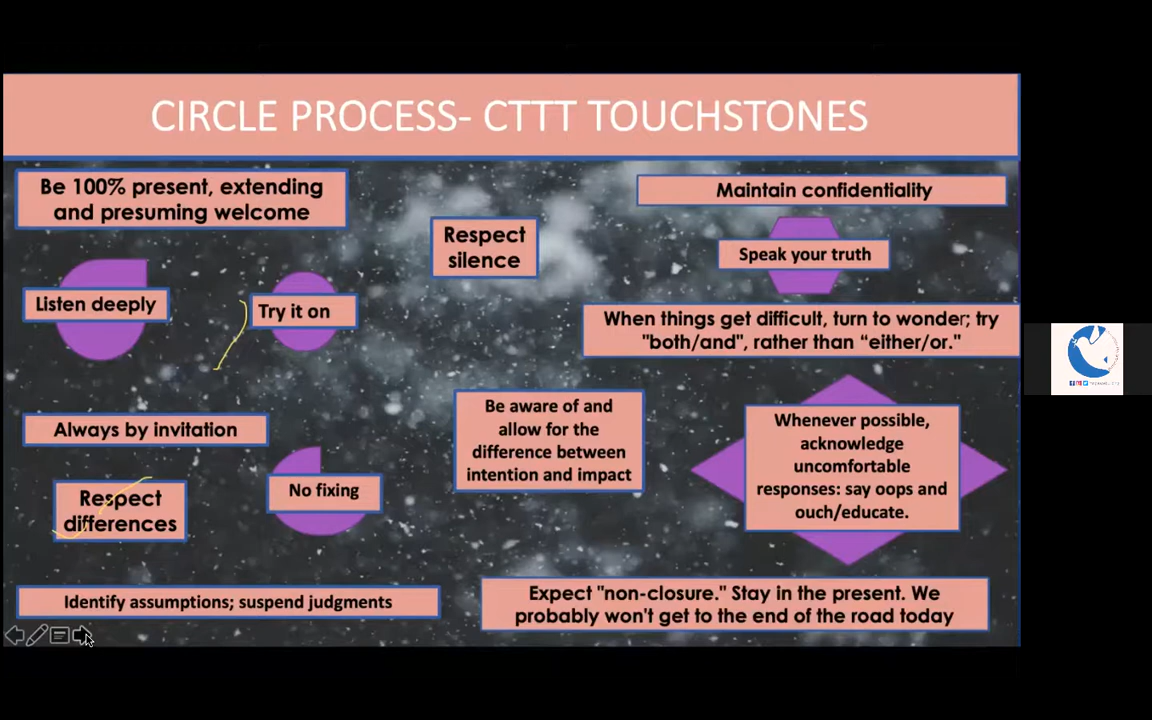 CIRCLE PROCESS- CTTT TOUCHSTONES
Be 100% present, extending
and presuming welcome
Maintain confidentiality
Respect
silence
Speak your truth
Listen deeply
Try it on
When things get difficult, turn to wonder; try
"both/and", rather than “either/or.”
Always by invitation
Be aware of and
allow for the
difference between
intention and impact
Whenever possible,
acknowledge
uncomfortable
responses: say oops and
ouch/educate.
Respect
differences
No fixing
Identify assumptions; suspend judgments
Expect "non-closure." Stay in the present. We
probably won't get to the end of the road today